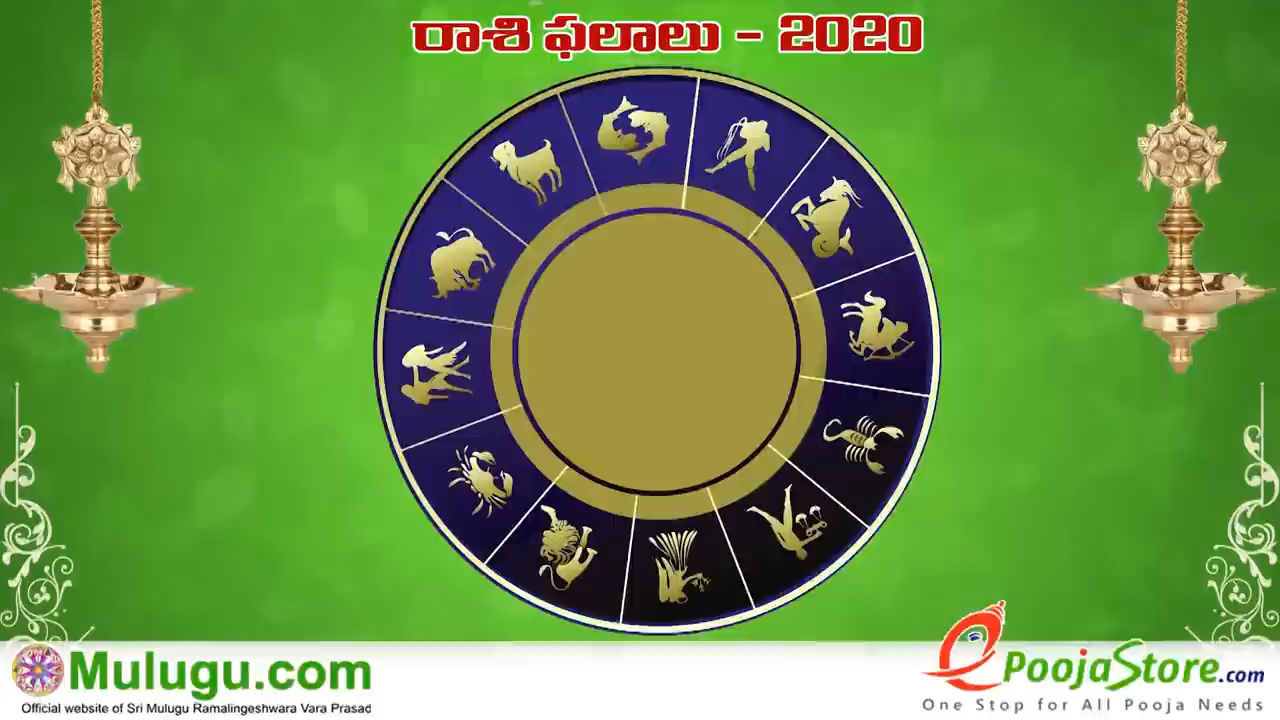 రాశి ఫలాలు - 2020
Mulugu.com
Official website of Sri Mulugu Ramalingeshwara Vara Prasad
ePoojaStore.com
One Stop for All Pooja Needs